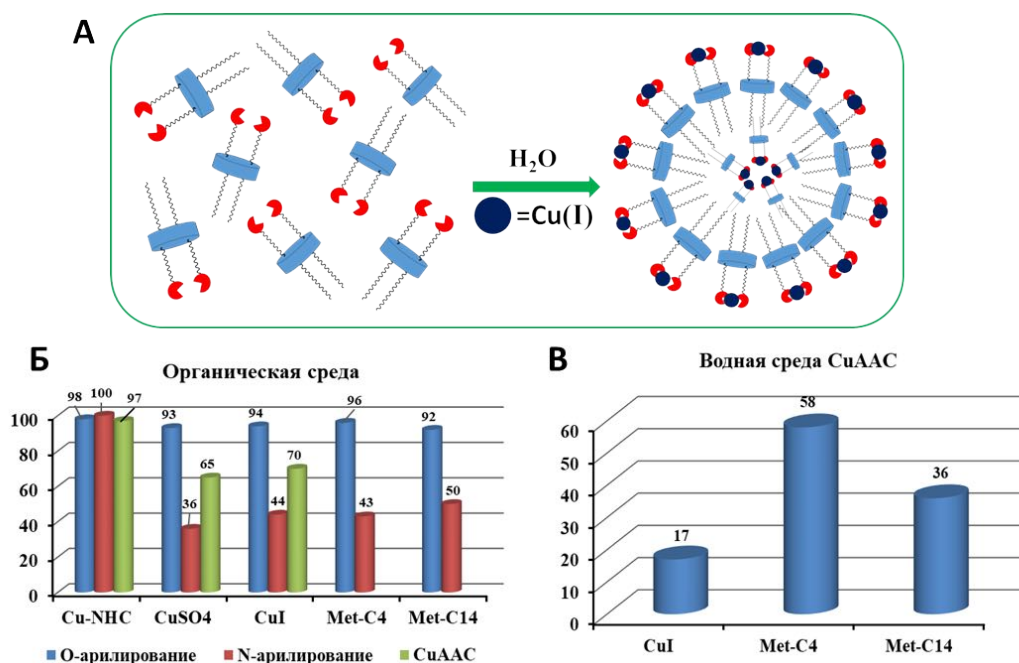 А
H₂O
=Cu(I)
Б
Органическая среда
98
100
97
93
36
65
94
44
70
96
43
92
50
100
80
60
40
20
0
Cu-NHC CuSO4 CuI Met-C4 Met-C14
О-арилирование N-арилирование CuAAC
В
Водная среда CuAAC
60
50
40
30
20
10
0
17
58
36
CuI Met-C4 Met-C14